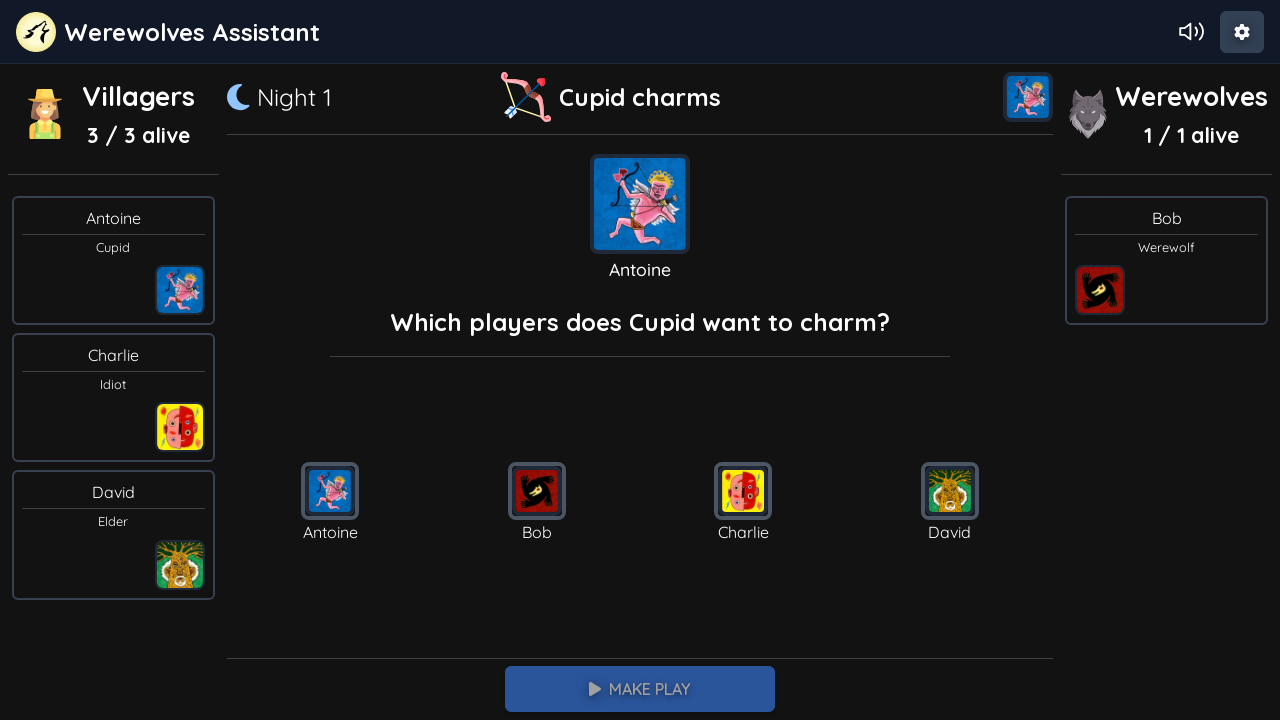 Werewolves Assistant
Villagers
3 / 3 alive
Antoine
Cupid
Charlie
Idiot
David
Elder
Night 1
Cupid charms
Antoine
Which players does Cupid want to charm?
Antoine
Bob
Charlie
David
MAKE PLAY
Werewolves
1 / 1 alive
Bob
Werewolf